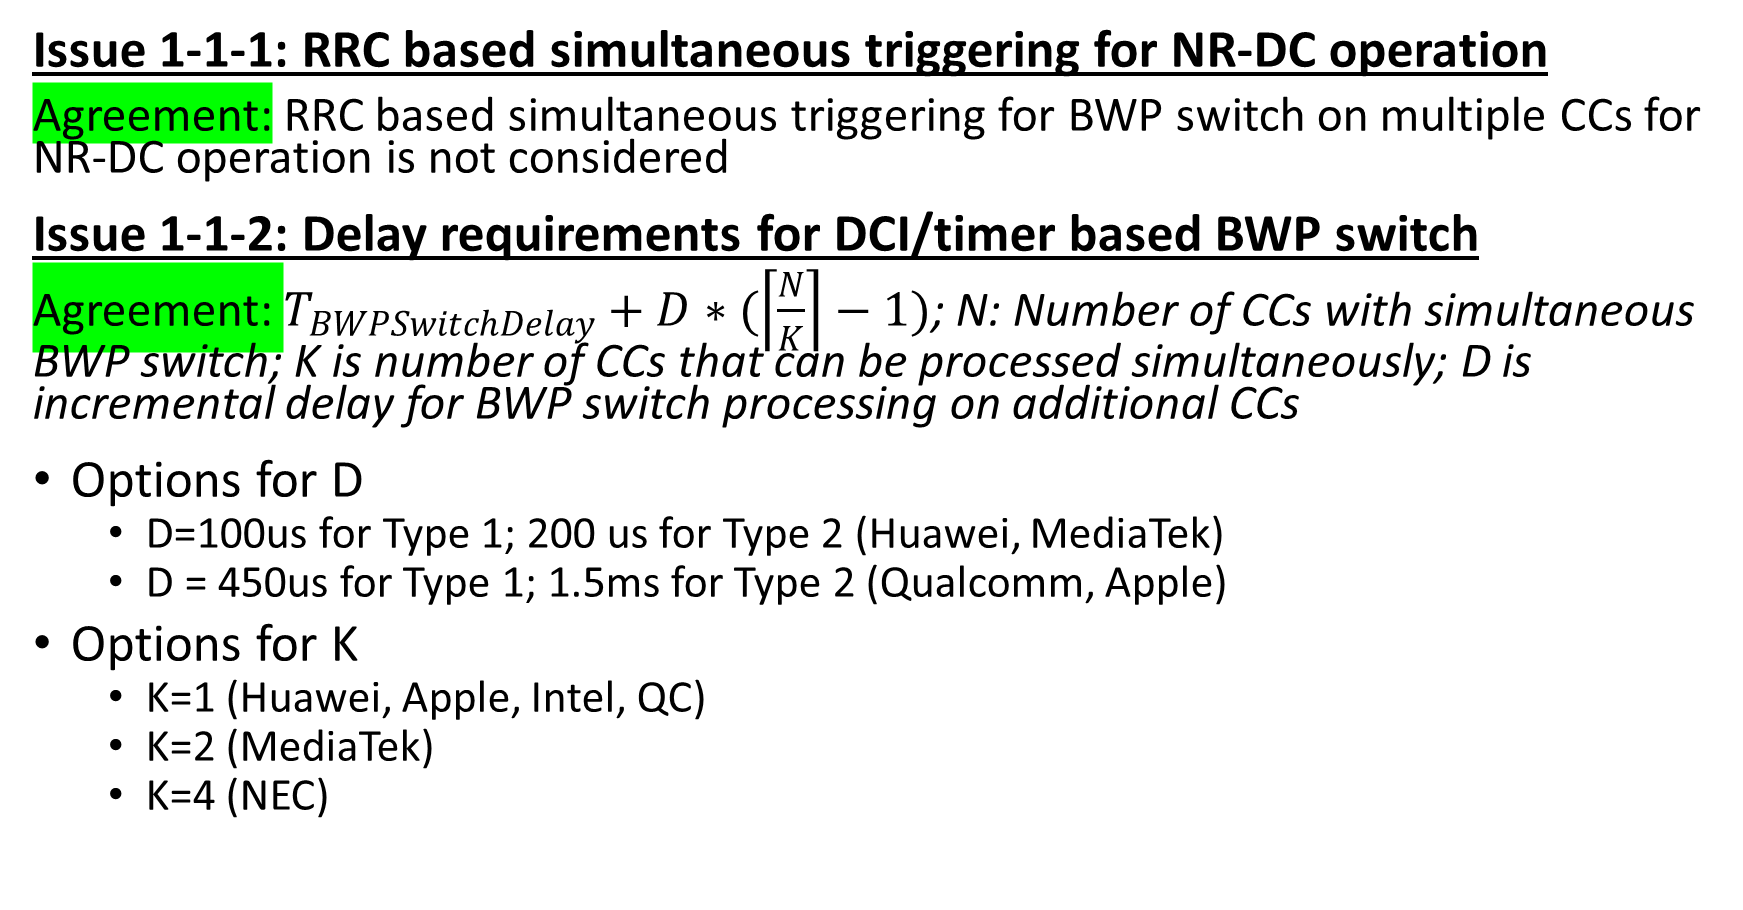 Issue 1-1-1: RRC based simultaneous triggering for NR-DC operation
Agreement: RRC based simultaneous triggering for BWP switch on multiple CCs for
NR-DC operation is not considered
Issue 1-1-2: Delay requirements for DCI/timer based BWP switch
Agreement: T_{BWPSwitchDelay} + D ∗ (⌈N/K⌉ − 1); N: Number of CCs with simultaneous
BWP switch; K is number of CCs that can be processed simultaneously; D is
incremental delay for BWP switch processing on additional CCs
• Options for D
• D=100us for Type 1; 200 us for Type 2 (Huawei, MediaTek)
• D = 450us for Type 1; 1.5ms for Type 2 (Qualcomm, Apple)
• Options for K
• K=1 (Huawei, Apple, Intel, QC)
• K=2 (MediaTek)
• K=4 (NEC)